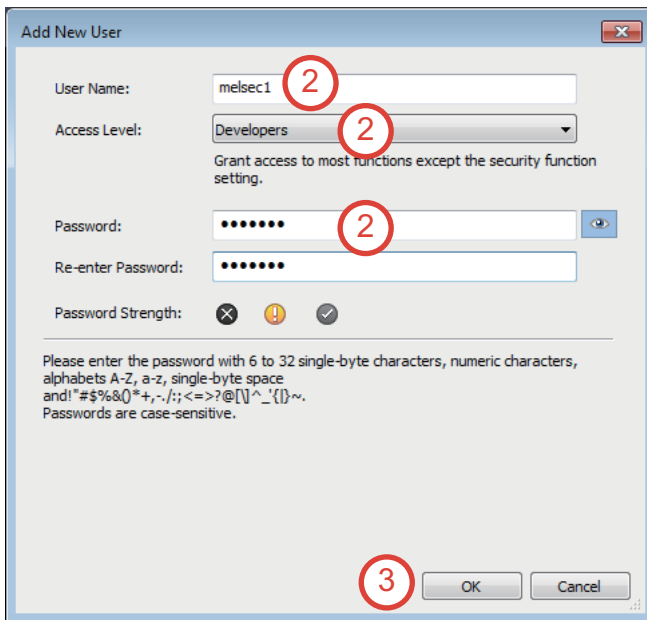 Add New User
User Name: melsec1 2
Access Level: Developers 2
Grant access to most functions except the security function
setting.
Password: ••••••• 2
Re-enter Password: •••••••
Password Strength:
Please enter the password with 6 to 32 single-byte characters, numeric characters,
alphabets A-Z, a-z, single-byte space
and!"#$%&()*+,-./:;<=>?@[\]^_'{|}~.
Passwords are case-sensitive.
3 OK Cancel